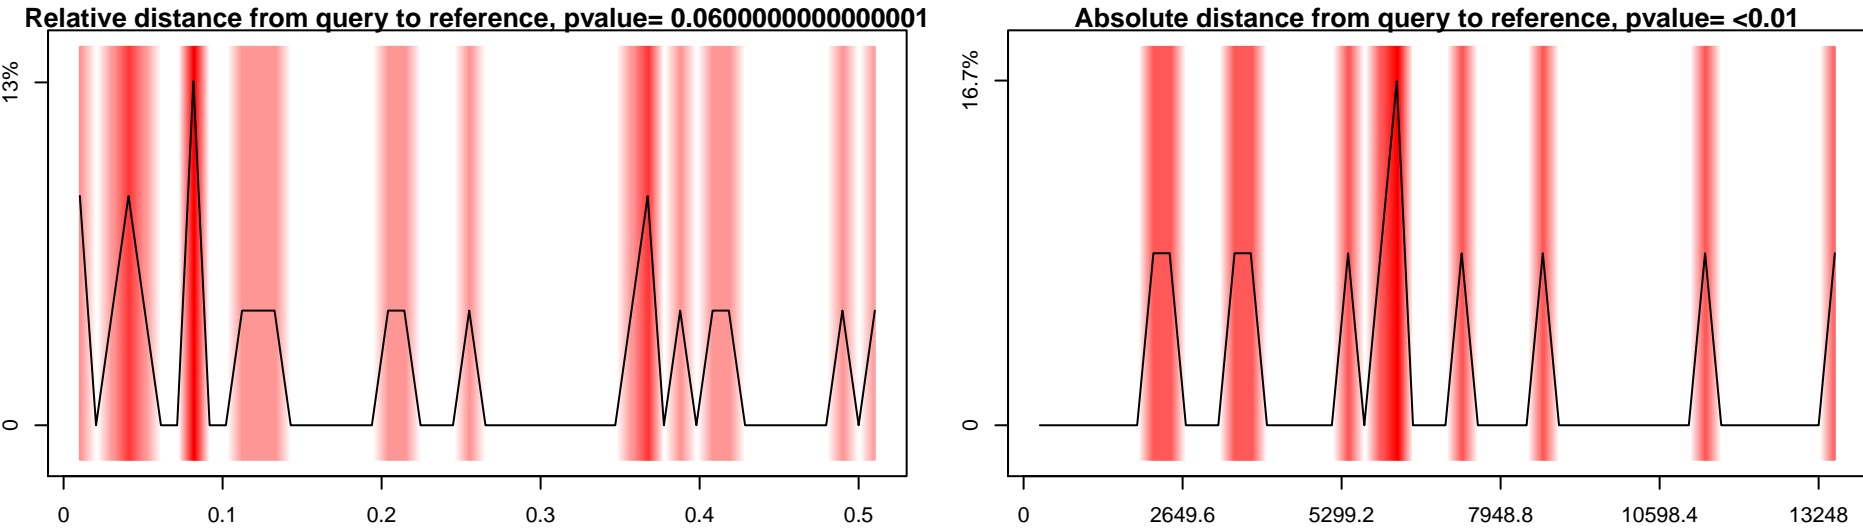 Relative distance from query to reference, pvalue= 0.0600000000000001
13%
0
0 0.1 0.2 0.3 0.4 0.5
Absolute distance from query to reference, pvalue= <0.01
16.7%
0
0 2649.6 5299.2 7948.8 10598.4 13248